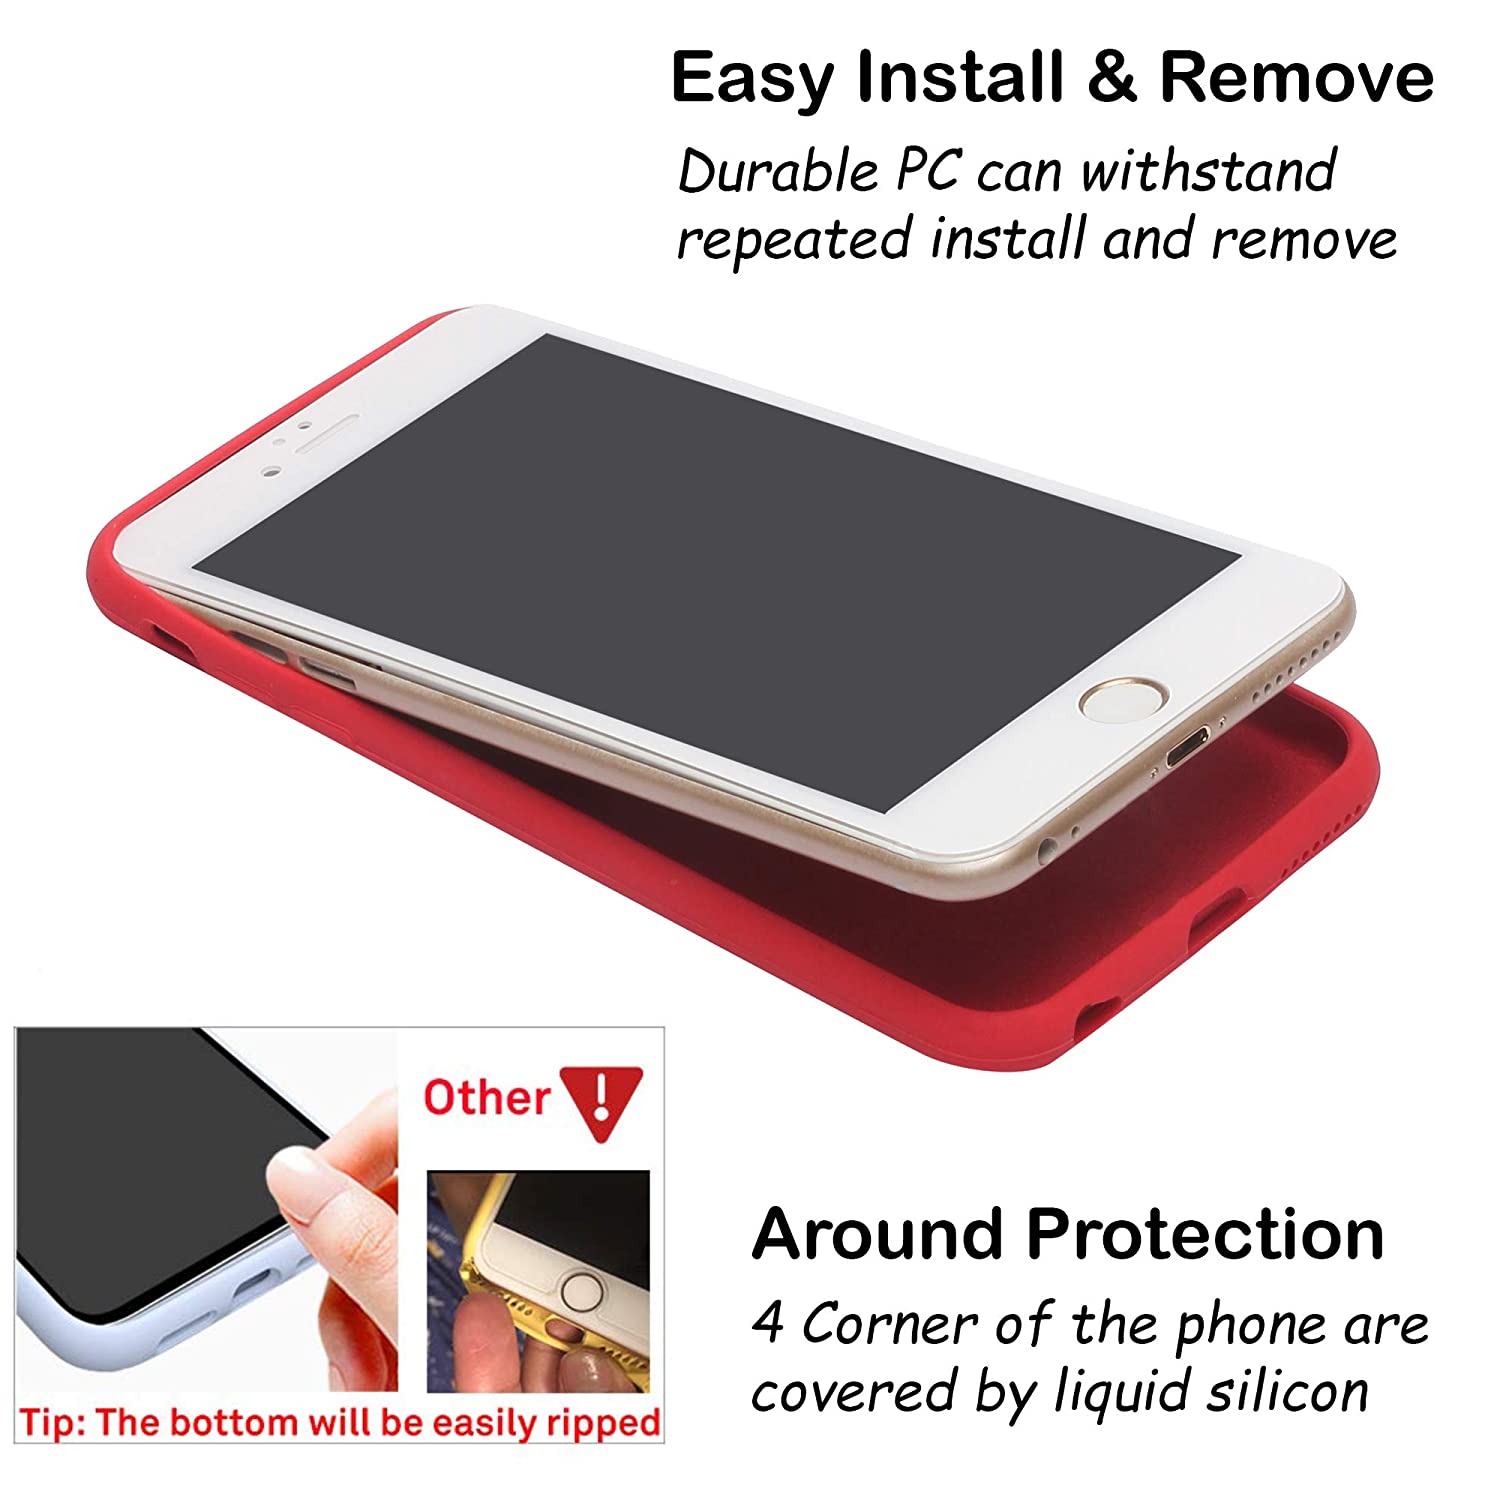 Easy Install & Remove
Durable PC can withstand
repeated install and remove
Other
Tip: The bottom will be easily ripped
Around Protection
4 Corner of the phone are
covered by liquid silicon